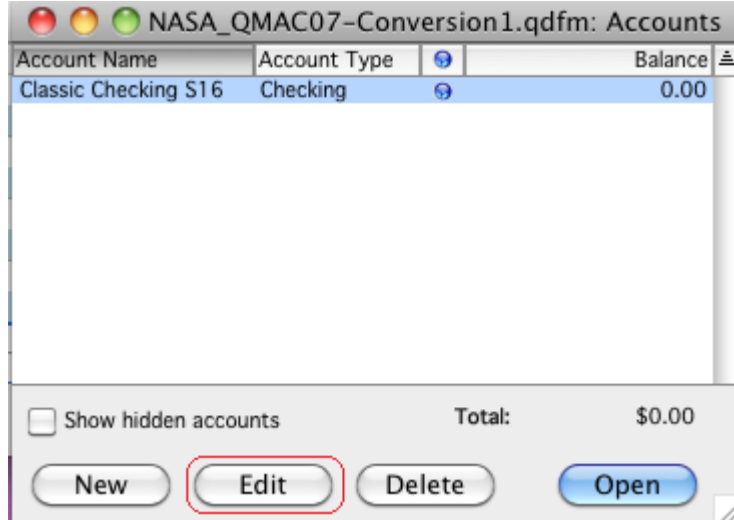 NASA_QMAC07-Conversion1.qdfm: Accounts
Account Name Account Type Balance
Classic Checking S16 Checking 0.00
Show hidden accounts Total: $0.00
New Edit Delete Open